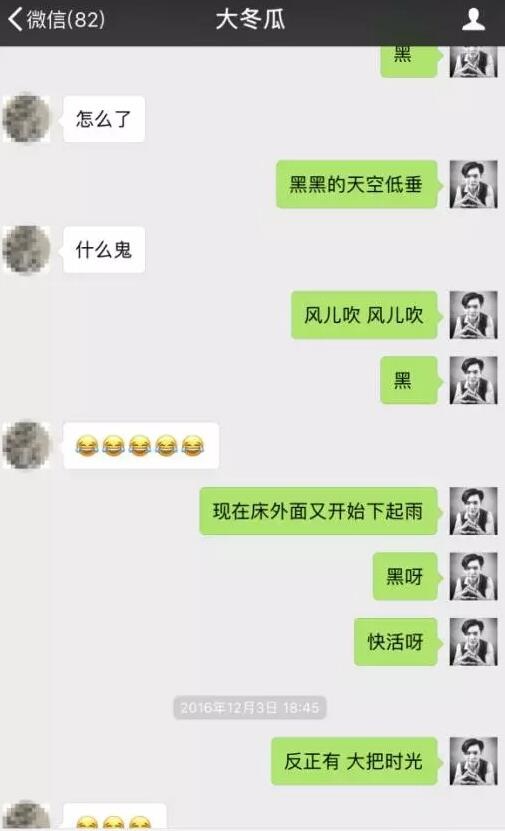 微信(82)
大冬瓜
黑
怎么了
黑黑的天空低垂
什么鬼
风儿吹 风儿吹
黑
😂😂😂😂😂
现在床外面又开始下起雨
黑呀
快活呀
2016年12月3日 18:45
反正有 大把时光
😂😂😂